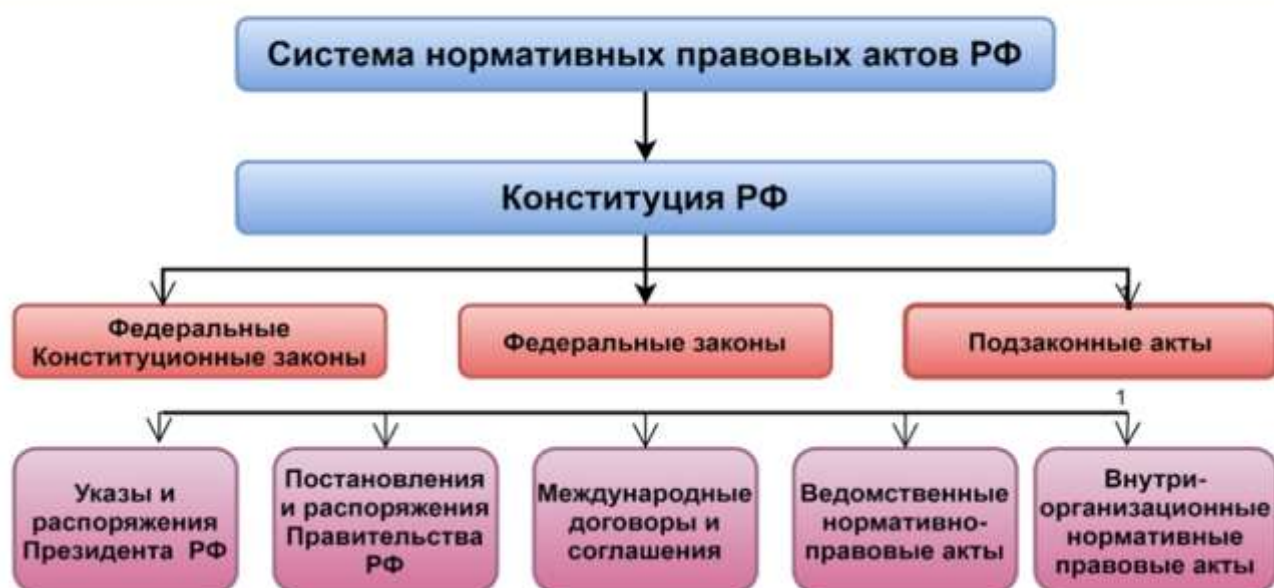 Система нормативных правовых актов РФ
Конституция РФ
Федеральные
Конституционные законы
Федеральные законы
Подзаконные акты
1
Указы и
распоряжения
Президента РФ
Постановления
и распоряжения
Правительства
РФ
Международные
договоры и
соглашения
Ведомственные
нормативно-
правовые акты
Внутри-
организационные
нормативные
правовые акты